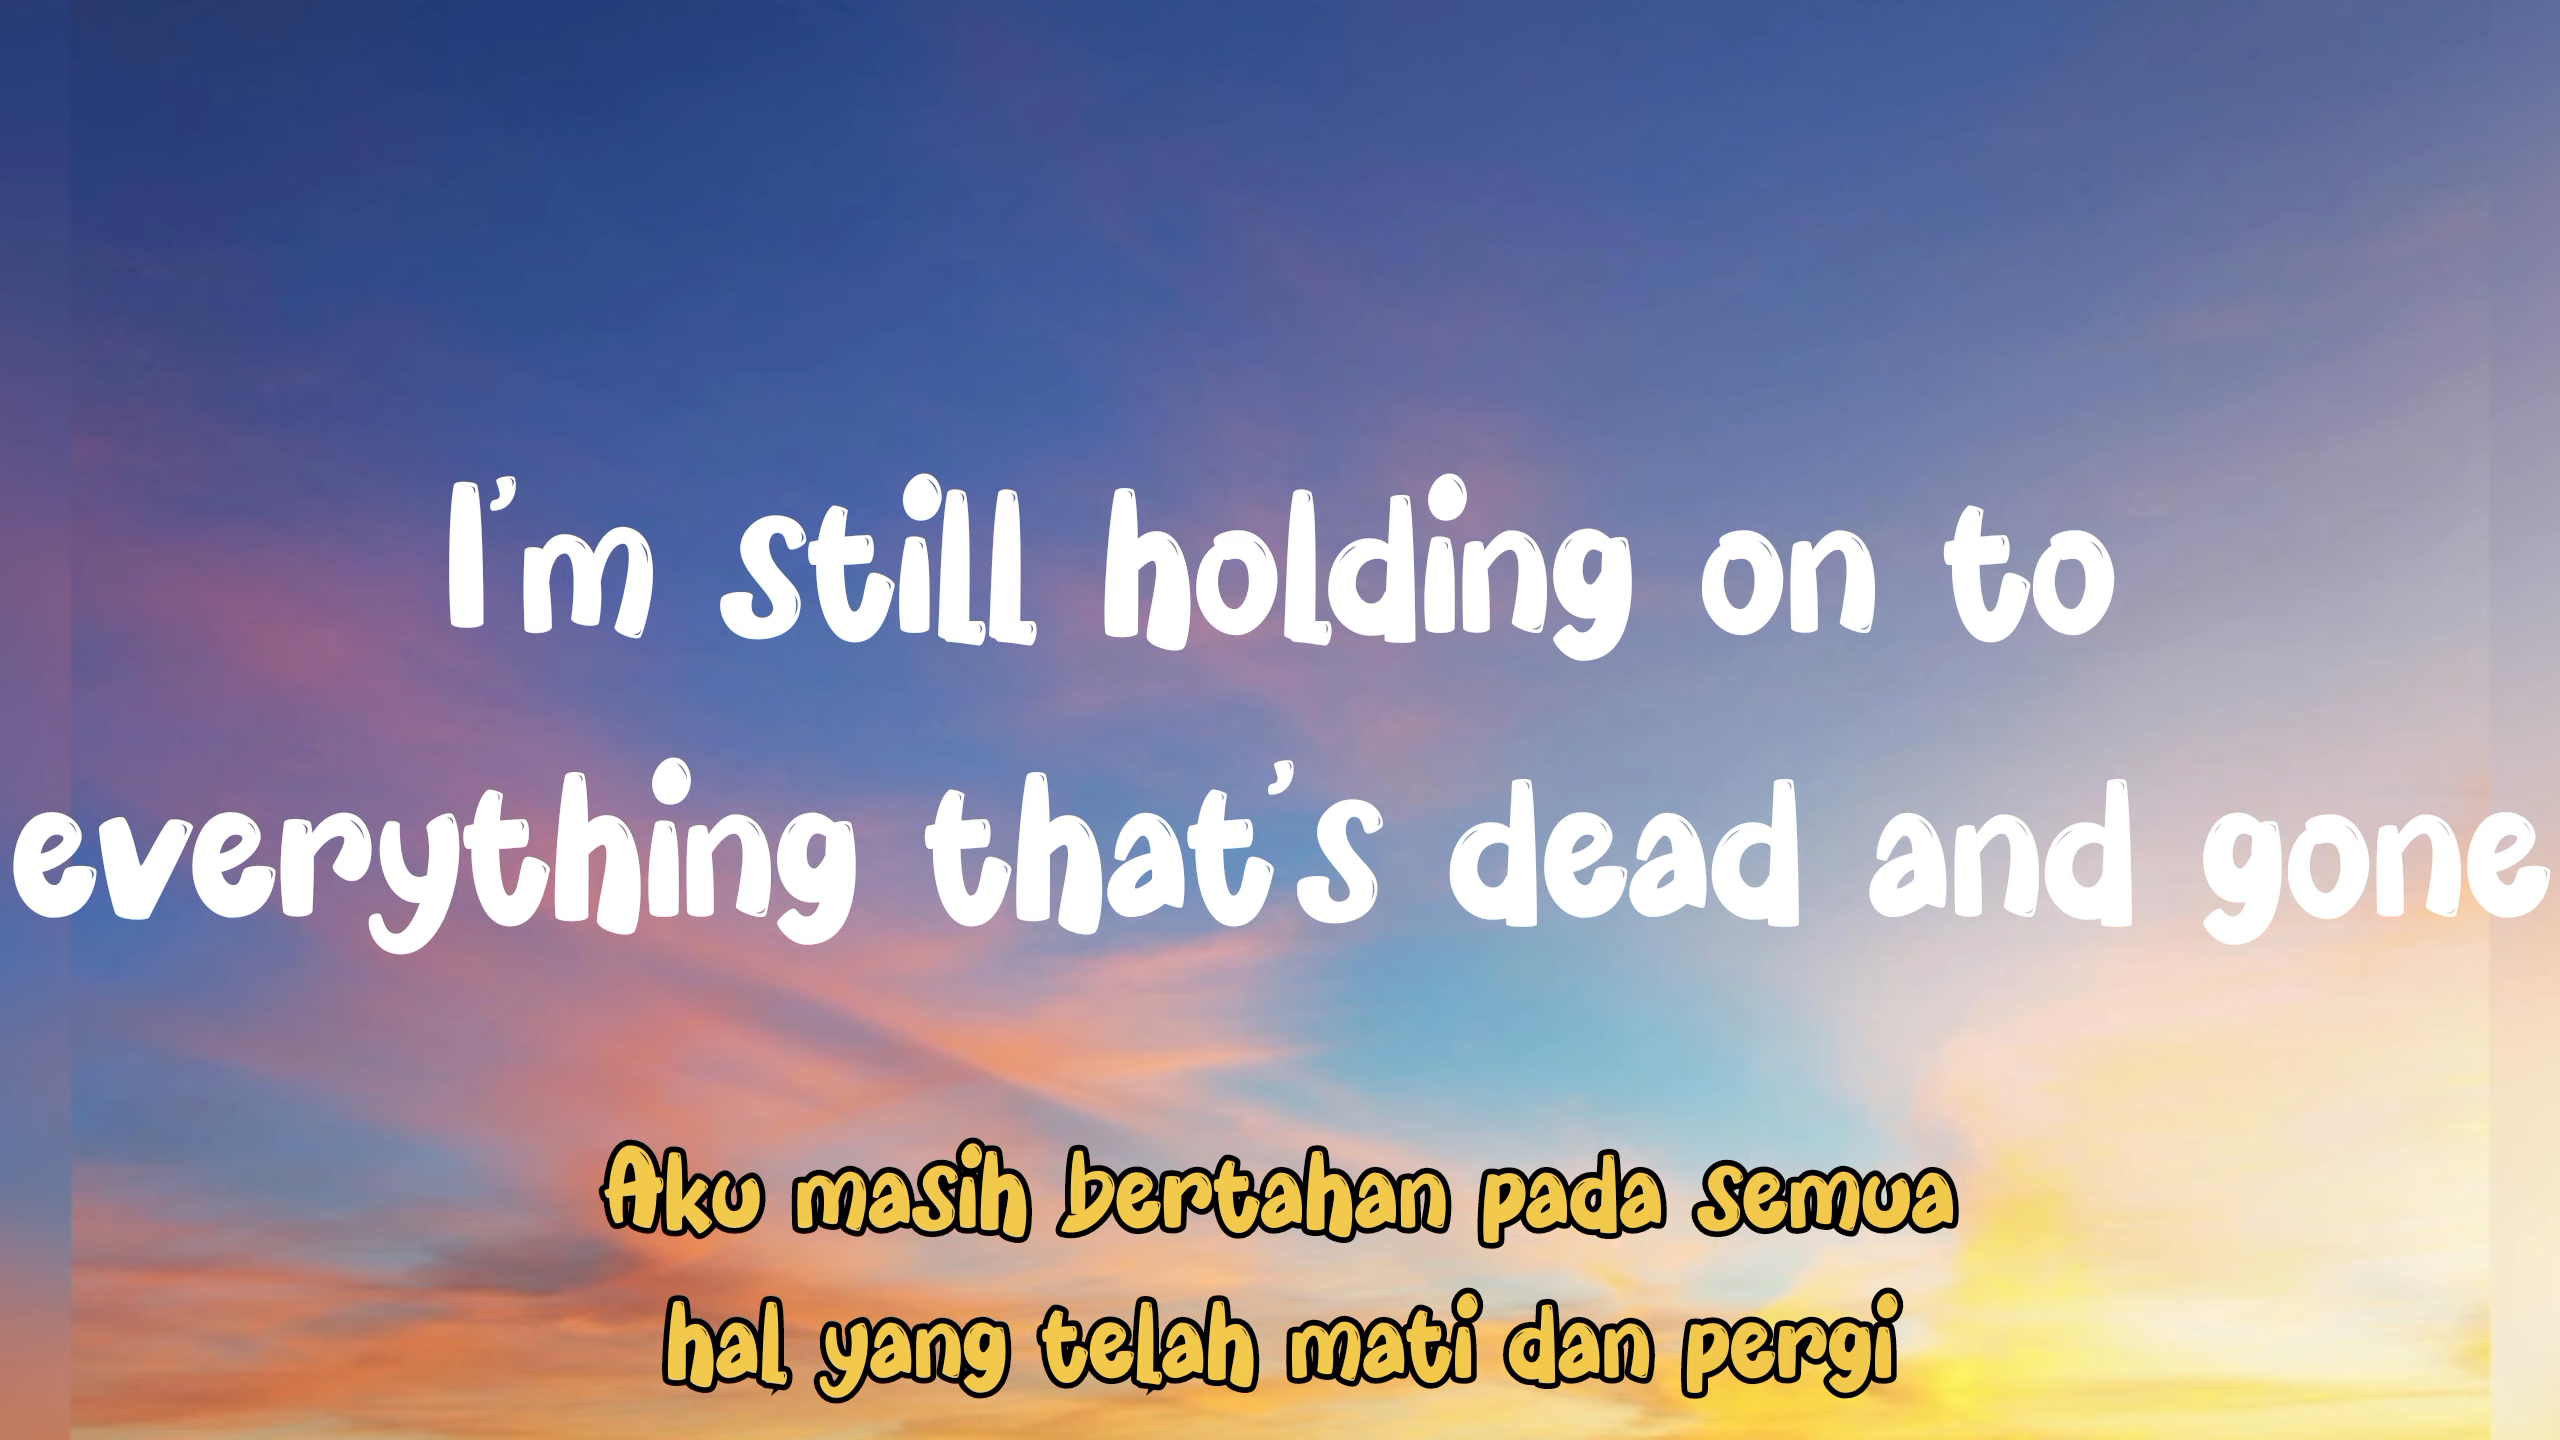 I'm still holding on to
everything that's dead and gone
Aku masih bertahan pada semua
hal yang telah mati dan pergi